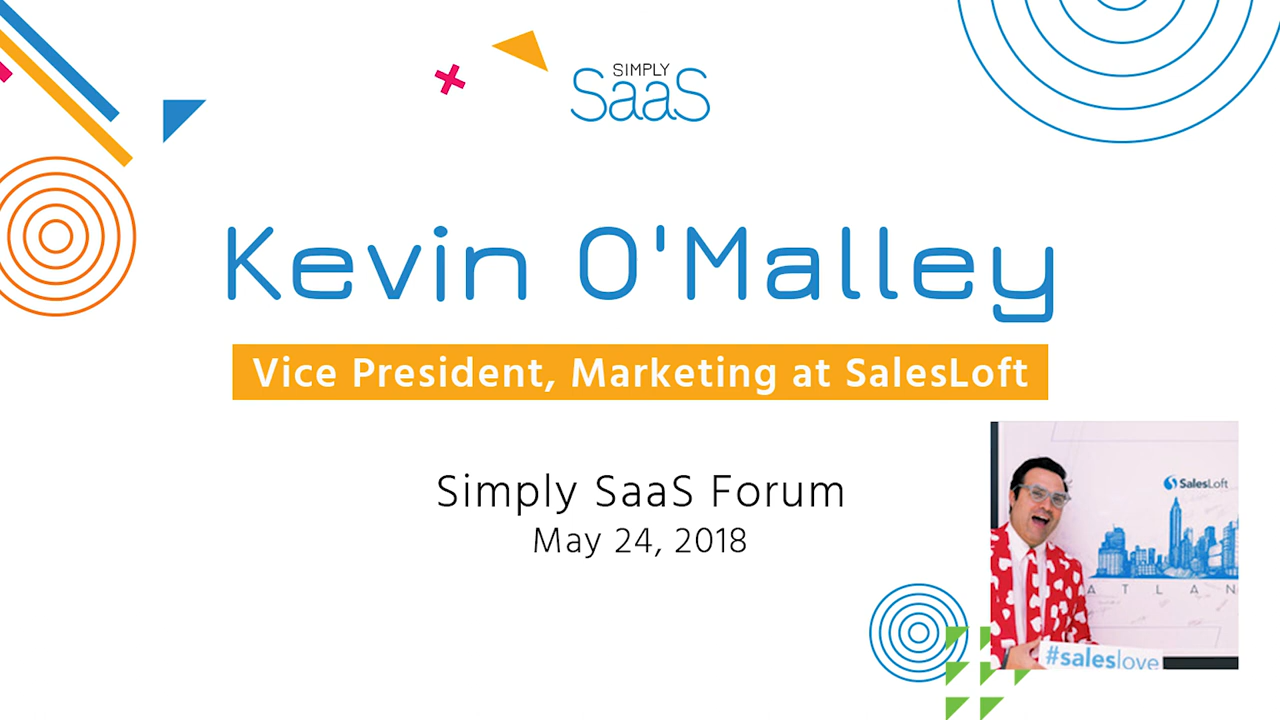 SIMPLY
SaaS
Kevin O'Malley
Vice President, Marketing at SalesLoft
Simply SaaS Forum
May 24, 2018
SalesLoft
ATLAN
#saleslove